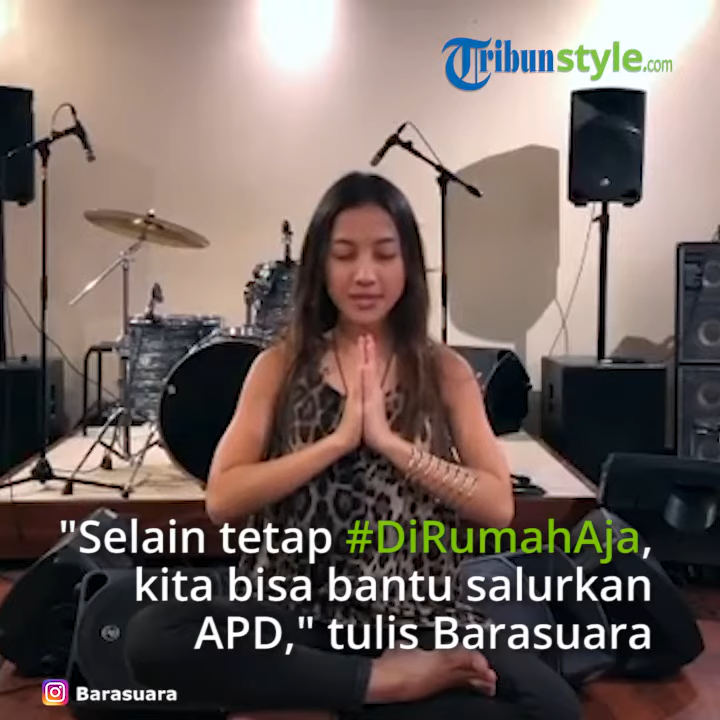 Tribunstyle.com
"Selain tetap #DiRumahAja,
kita bisa bantu salurkan
APD," tulis Barasuara
Barasuara